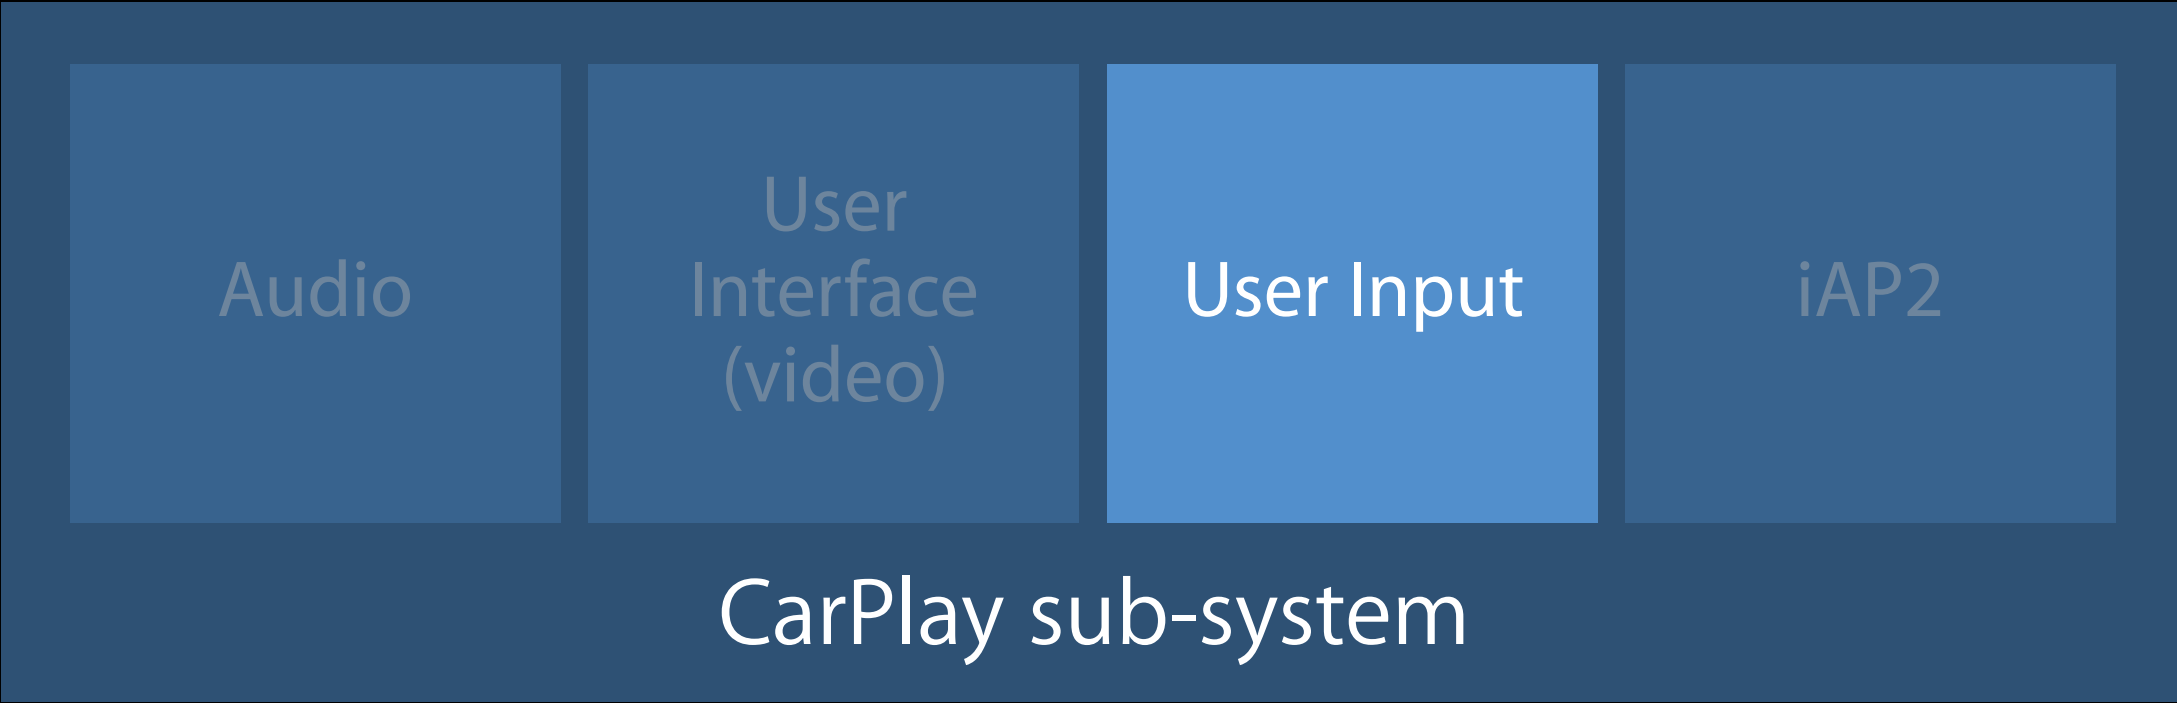 Audio
User
Interface
(video)
User Input
iAP2
CarPlay sub-system